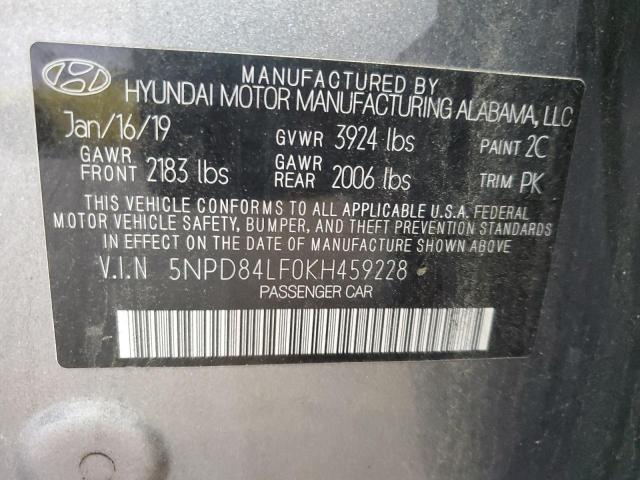 MANUFACTURED BY
HYUNDAI MOTOR MANUFACTURING ALABAMA, LLC
Jan/16/19 GVWR 3924 lbs PAINT 2C
GAWR FRONT 2183 lbs GAWR REAR 2006 lbs TRIM PK
THIS VEHICLE CONFORMS TO ALL APPLICABLE U.S.A. FEDERAL
MOTOR VEHICLE SAFETY, BUMPER, AND THEFT PREVENTION STANDARDS
IN EFFECT ON THE DATE OF MANUFACTURE SHOWN ABOVE
V.I.N 5NPD84LF0KH459228
PASSENGER CAR